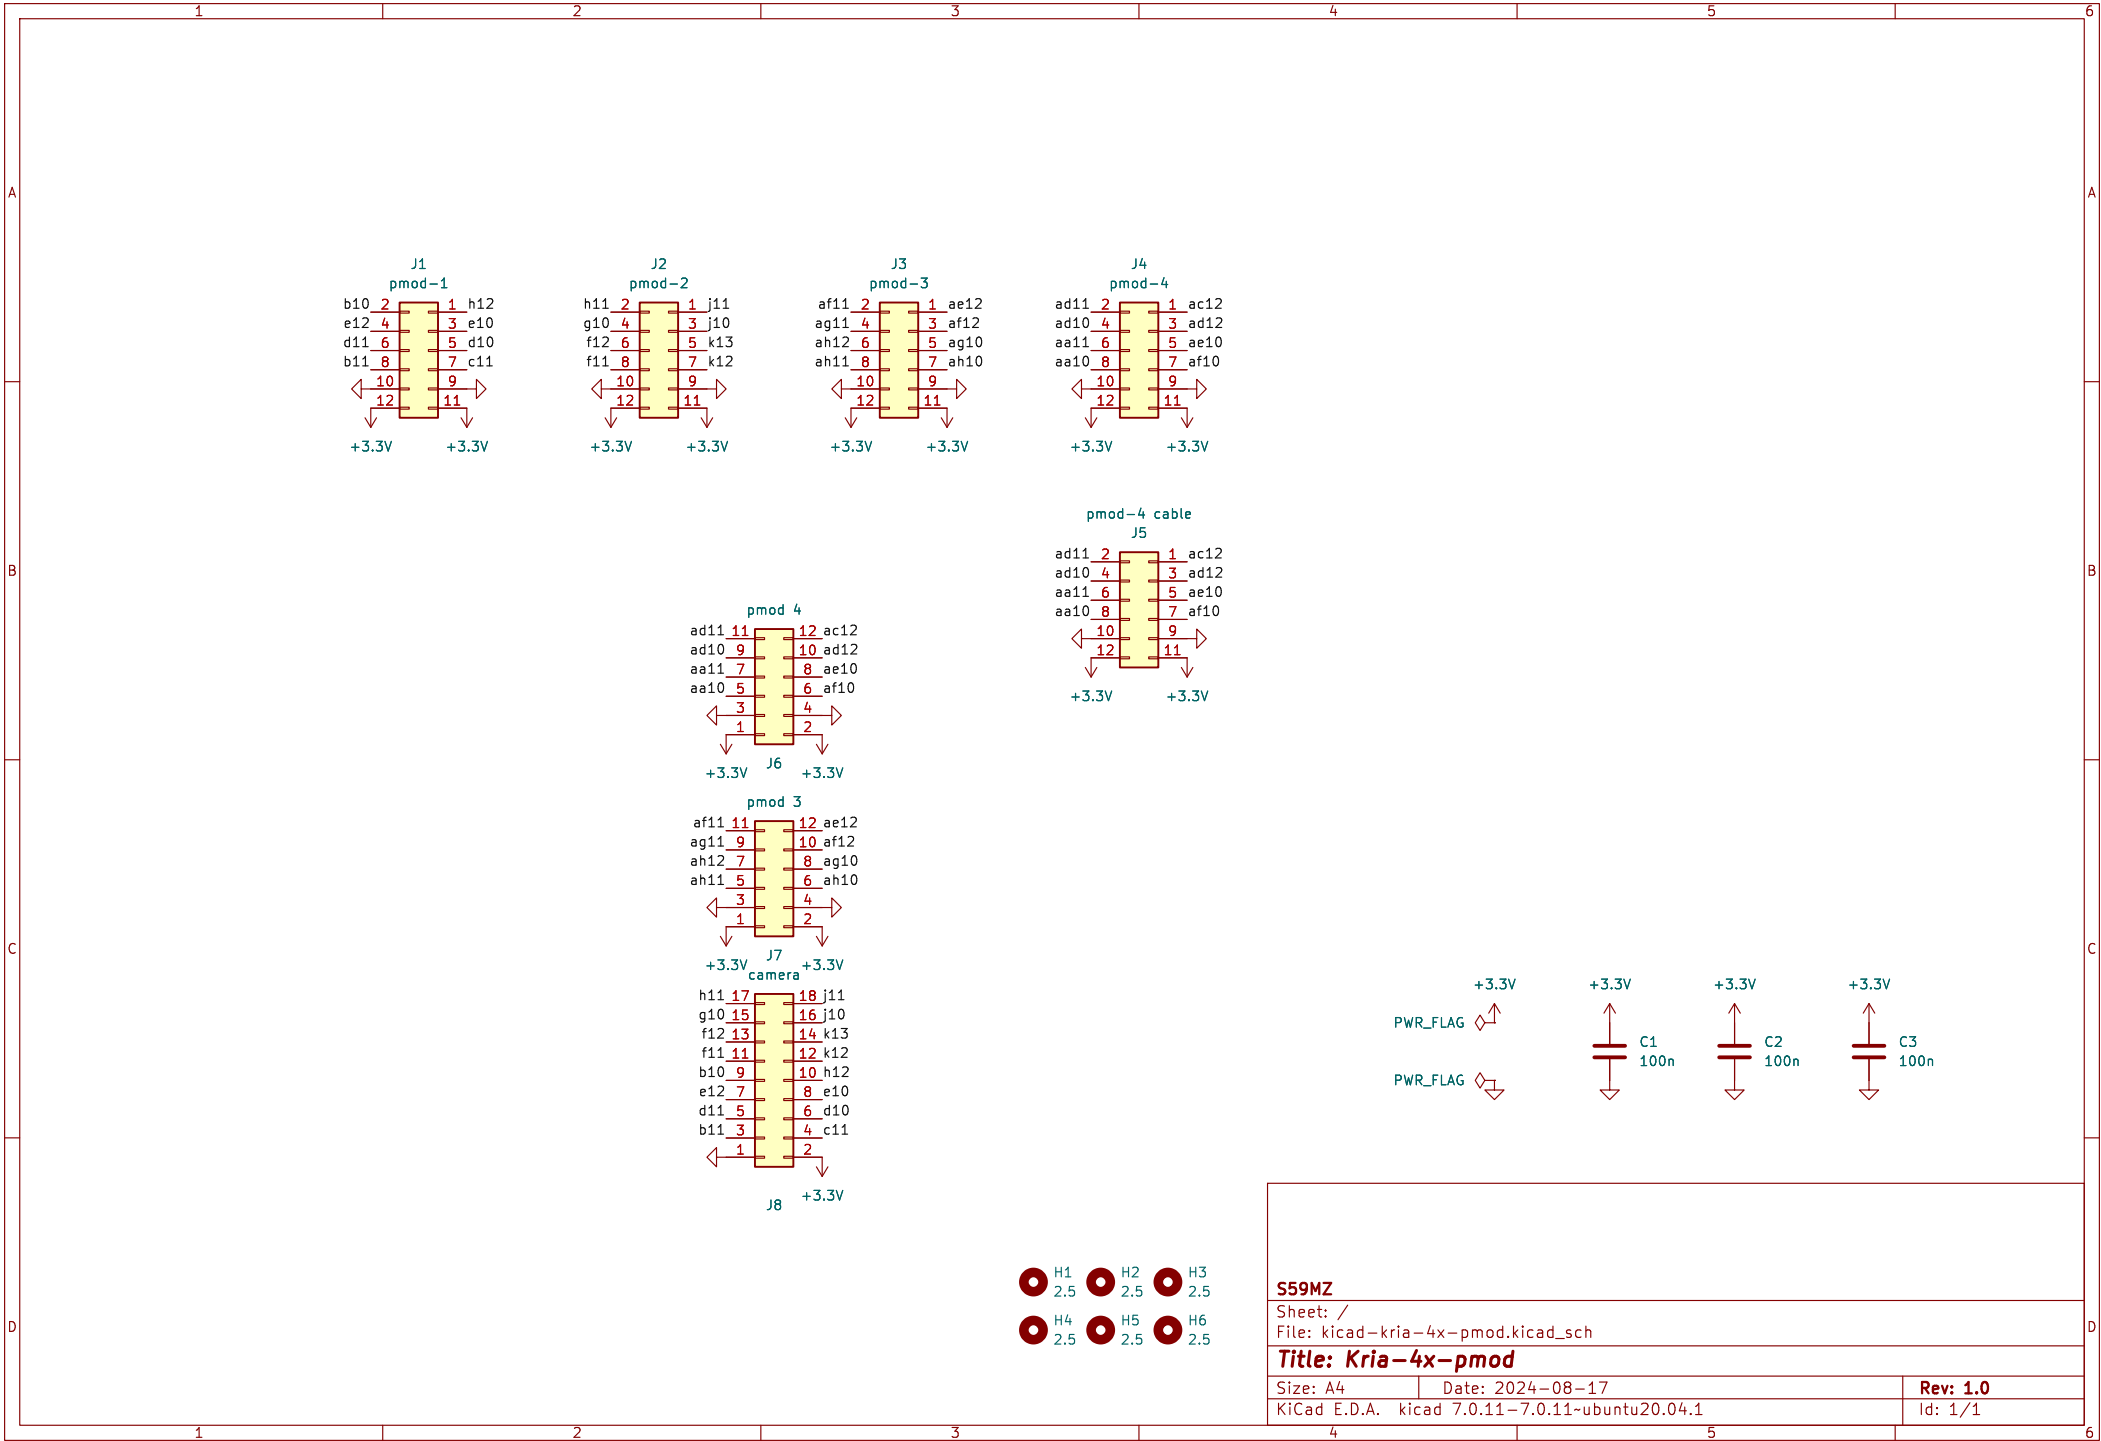 1 2 3 4 5 6
A A
J1 J2 J3 J4
pmod-1 pmod-2 pmod-3 pmod-4
b10 2 1 h12 h11 2 1 j11 af11 2 1 ae12 ad11 2 1 ac12
e12 4 3 e10 g10 4 3 j10 ag11 4 3 af12 ad10 4 3 ad12
d11 6 5 d10 f12 6 5 k13 ah12 6 5 ag10 aa11 6 5 ae10
b11 8 7 c11 f11 8 7 k12 ah11 8 7 ah10 aa10 8 7 af10
10 9 10 9 10 9 10 9
12 11 12 11 12 11 12 11
+3.3V +3.3V +3.3V +3.3V +3.3V +3.3V +3.3V +3.3V
pmod-4 cable
J5
ad11 2 1 ac12
B B
ad10 4 3 ad12
aa11 6 5 ae10
aa10 8 7 af10
10 9
12 11
+3.3V +3.3V
pmod 4
ad11 11 12 ac12
ad10 9 10 ad12
aa11 7 8 ae10
aa10 5 6 af10
3 4
1 2
J6
+3.3V +3.3V
pmod 3
af11 11 12 ae12
ag11 9 10 af12
ah12 7 8 ag10
ah11 5 6 ah10
3 4
1 2
C C
J7
+3.3V +3.3V
camera
h11 17 18 j11
g10 15 16 j10
f12 13 14 k13
f11 11 12 k12
b10 9 10 h12
e12 7 8 e10
d11 5 6 d10
b11 3 4 c11
1 2
+3.3V
J8
+3.3V +3.3V +3.3V +3.3V
PWR_FLAG
C1 C2 C3
100n 100n 100n
PWR_FLAG
H1 H2 H3
2.5 2.5 2.5
H4 H5 H6
2.5 2.5 2.5
D D
S59MZ
Sheet: /
File: kicad-kria-4x-pmod.kicad_sch
Title: Kria-4x-pmod
Size: A4 Date: 2024-08-17 Rev: 1.0
KiCad E.D.A. kicad 7.0.11-7.0.11~ubuntu20.04.1 Id: 1/1
1 2 3 4 5 6